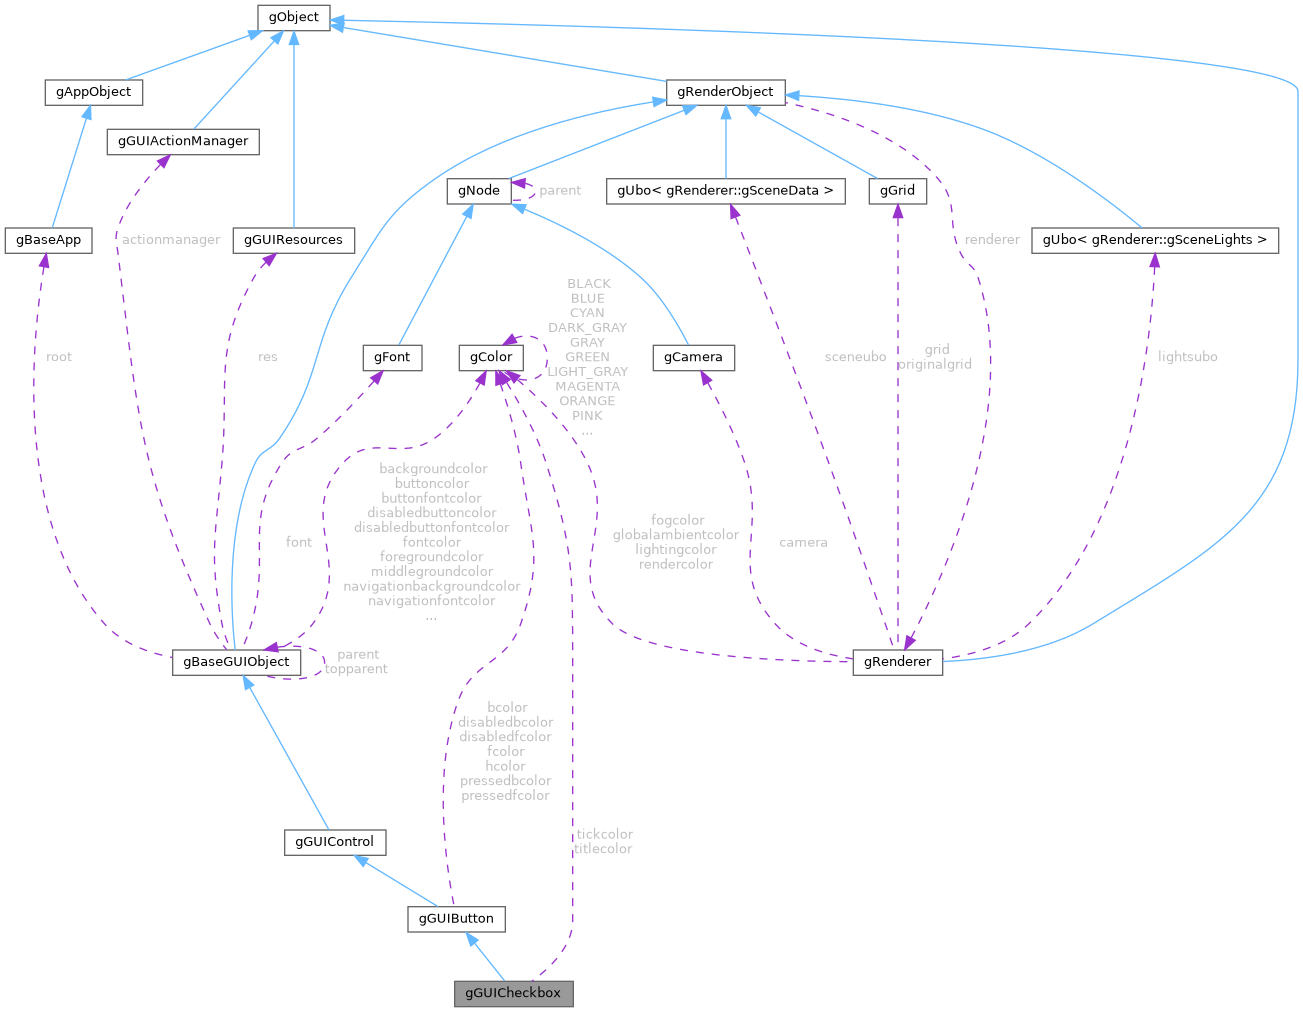 gObject
gAppObject
gRenderObject
gGUIActionManager
gNode
parent
gUbo< gRenderer::gSceneData >
gGrid
gBaseApp
actionmanager
gGUIResources
renderer
gUbo< gRenderer::gSceneLights >
BLACK
BLUE
CYAN
DARK_GRAY
GRAY
GREEN
LIGHT_GRAY
MAGENTA
ORANGE
PINK
...
root
res
gFont
gColor
gCamera
sceneubo
grid
originalgrid
lightsubo
backgroundcolor
buttoncolor
buttonfontcolor
disabledbuttoncolor
disabledbuttonfontcolor
fontcolor
foregroundcolor
middlegroundcolor
navigationbackgroundcolor
navigationfontcolor
...
font
fogcolor
globalambientcolor
lightingcolor
rendercolor
camera
gBaseGUIObject
parent
topparent
gRenderer
bcolor
disabledbcolor
disabledfcolor
fcolor
hcolor
pressedbcolor
pressedfcolor
tickcolor
titlecolor
gGUIControl
gGUIButton
gGUICheckbox